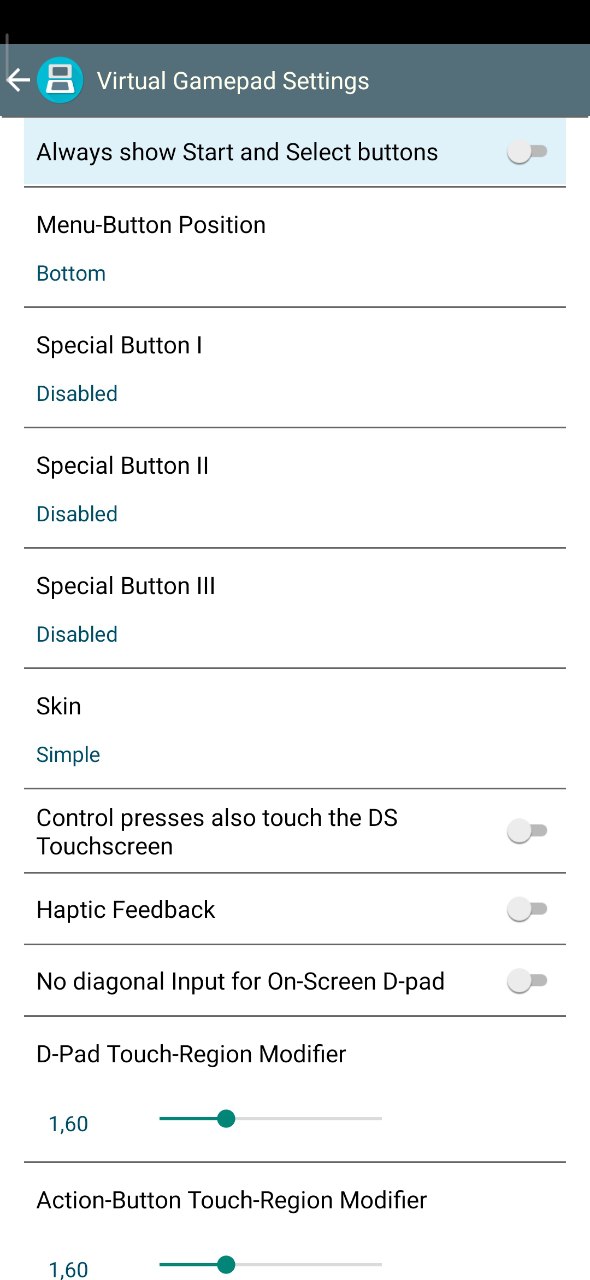 Virtual Gamepad Settings
Always show Start and Select buttons
Menu-Button Position
Bottom
Special Button I
Disabled
Special Button II
Disabled
Special Button III
Disabled
Skin
Simple
Control presses also touch the DS
Touchscreen
Haptic Feedback
No diagonal Input for On-Screen D-pad
D-Pad Touch-Region Modifier
1,60
Action-Button Touch-Region Modifier
1,60